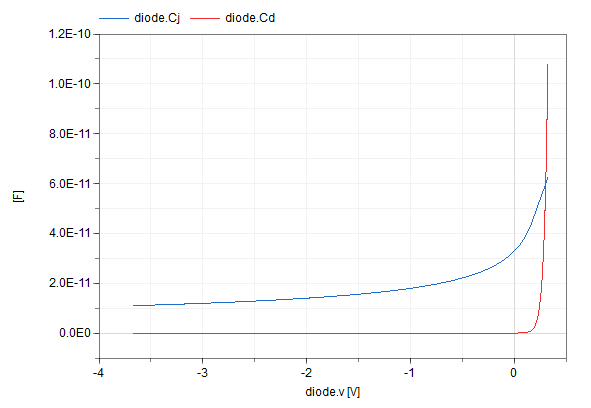 diode.Cj diode.Cd
1.2E-10
1.0E-10
8.0E-11
6.0E-11
4.0E-11
2.0E-11
0.0E0
[F]
-4 -3 -2 -1 0
diode.v [V]